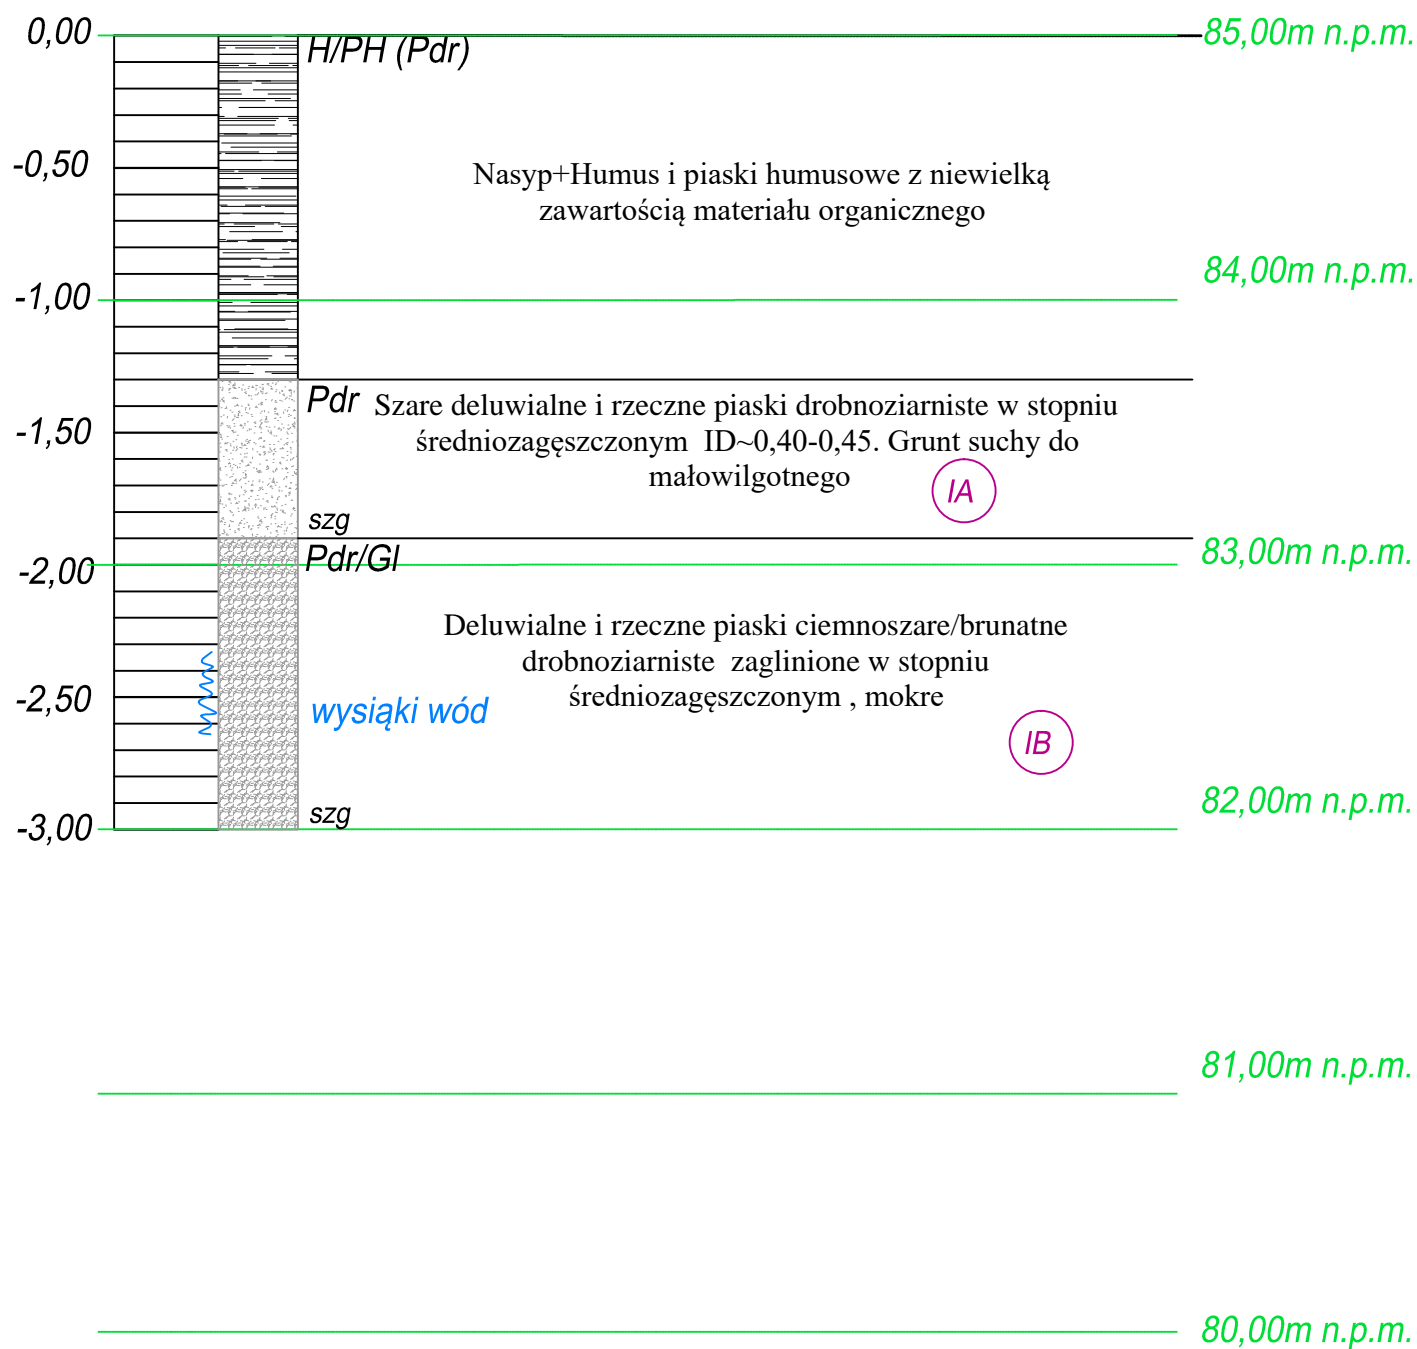 0,00
85,00m n.p.m.
H/PH (Pdr)
-0,50
Nasyp+Humus i piaski humusowe z niewielką
zawartością materiału organicznego
84,00m n.p.m.
-1,00
Pdr
Szare deluwialne i rzeczne piaski drobnoziarniste w stopniu
-1,50
średniozagęszczonym ID~0,40-0,45. Grunt suchy do
małowilgotnego
IA
szg
Pdr/Gl
83,00m n.p.m.
-2,00
Deluwialne i rzeczne piaski ciemnoszare/brunatne
drobnoziarniste zaglinione w stopniu
średniozagęszczonym , mokre
-2,50
wysiąki wód
IB
82,00m n.p.m.
szg
-3,00
81,00m n.p.m.
80,00m n.p.m.